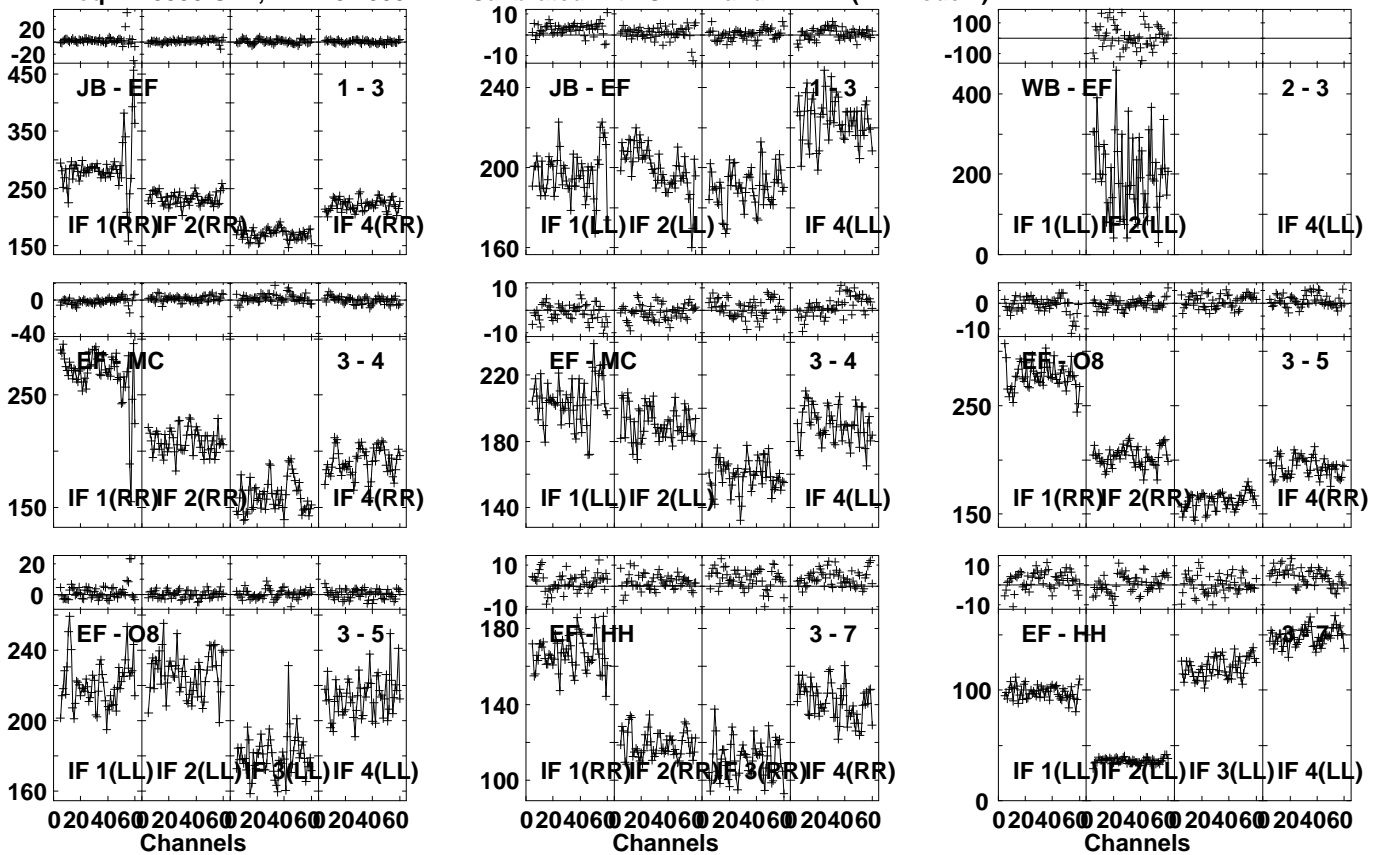 20 10 100
0 0
-20 -10 -100
450 JB - EF 1 - 3 240 JB - EF 1 - 3 400 WB - EF 2 - 3
350
250 200 200
IF 1(RR) IF 2(RR) IF 4(RR) IF 1(LL) IF 2(LL) IF 4(LL) IF 1(LL) IF 2(LL) IF 4(LL)
150 160 0
0 10 10
0 0
-40 -10 -10
EF - MC 3 - 4 220 EF - MC 3 - 4 EF - O8 3 - 5
250 180 250
IF 1(RR) IF 2(RR) IF 4(RR) IF 1(LL) IF 2(LL) IF 4(LL) IF 1(RR) IF 2(RR) IF 4(RR)
150 140 150
20 10 10
0 0 0
-10 -10
EF - O8 3 - 5 180 EF - HH 3 - 7 EF - HH 3 - 7
240 140 100
200
IF 1(LL) IF 2(LL) IF 3(LL) IF 4(LL) IF 1(RR) IF 2(RR) IF 3(RR) IF 4(RR) IF 1(LL) IF 2(LL) IF 3(LL) IF 4(LL)
160 100 0
0 20 40 60 0 20 40 60 0 20 40 60 0 20 40 60 0 20 40 60 0 20 40 60 0 20 40 60 0 20 40 60 0 20 40 60 0 20 40 60 0 20 40 60 0 20 40 60
Channels Channels Channels